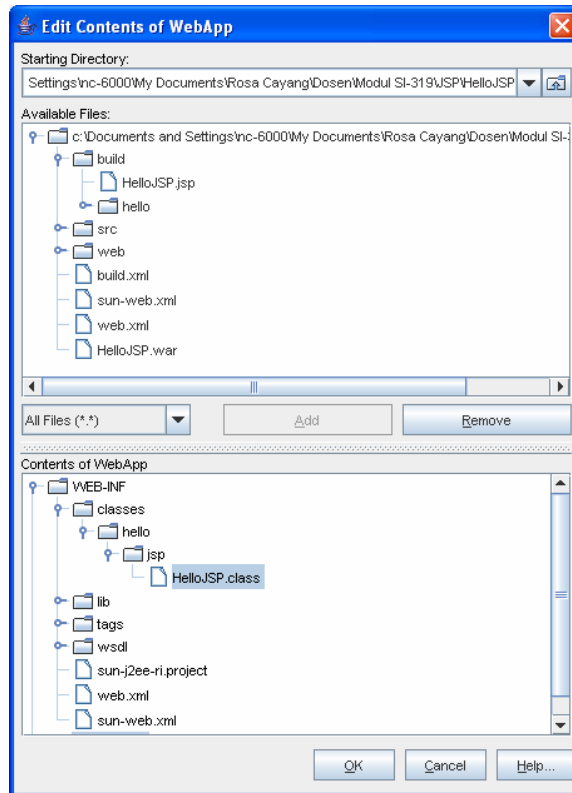 Edit Contents of WebApp
Starting Directory:
Settings\nc-6000\My Documents\Rosa Cayang\Dosen\Modul SI-319\JSP\HelloJSP
Available Files:
c:\Documents and Settings\nc-6000\My Documents\Rosa Cayang\Dosen\Modul SI-
build
HelloJSP.jsp
hello
src
web
build.xml
sun-web.xml
web.xml
HelloJSP.war
All Files (*.*) Add Remove
Contents of WebApp
WEB-INF
classes
hello
jsp
HelloJSP.class
lib
tags
wsdl
sun-j2ee-ri.project
web.xml
sun-web.xml
OK Cancel Help...